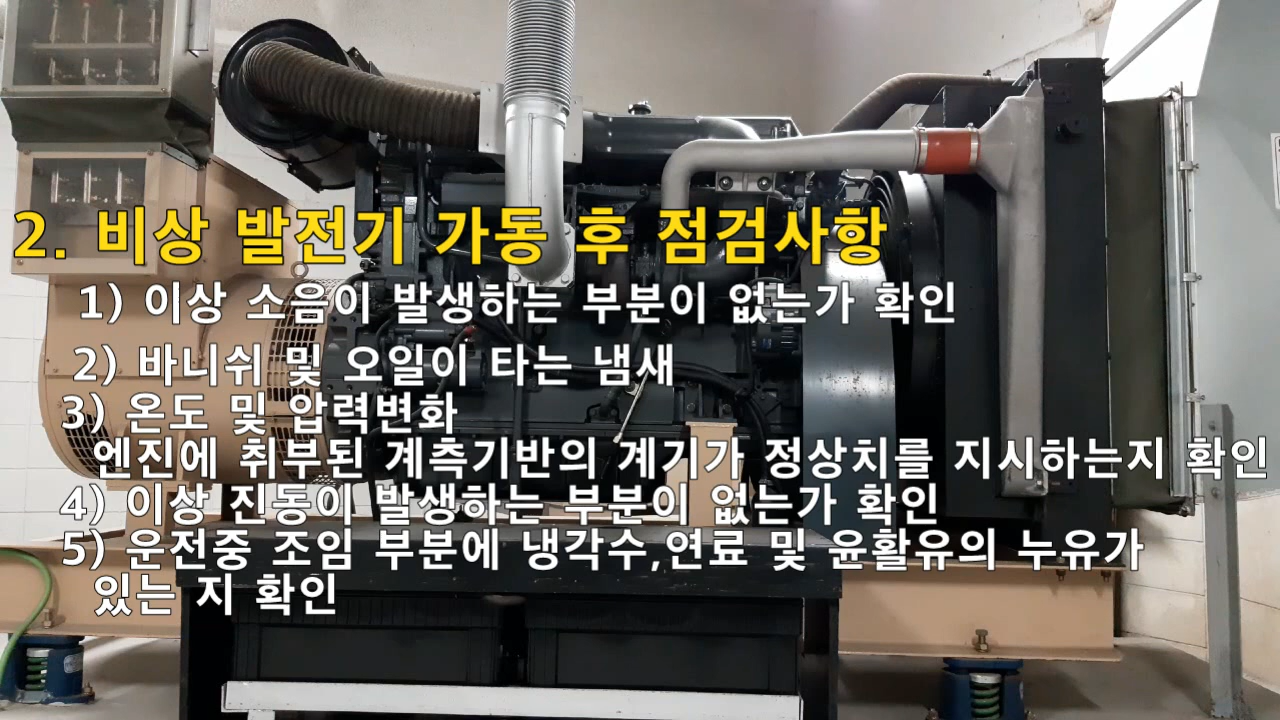 2. 비상 발전기 가동 후 점검사항
1) 이상 소음이 발생하는 부분이 없는가 확인
2) 바니쉬 및 오일이 타는 냄새
3) 온도 및 압력변화
엔진에 취부된 계측기반의 계기가 정상치를 지시하는지 확인
4) 이상 진동이 발생하는 부분이 없는가 확인
5) 운전중 조임 부분에 냉각수,연료 및 윤활유의 누유가
있는 지 확인